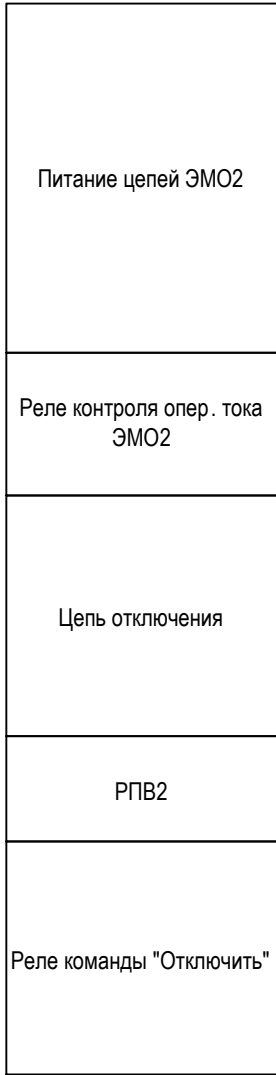 Питание цепей ЭМО2
Реле контроля опер. тока
ЭМО2
Цепь отключения
РПВ2
Реле команды "Отключить"